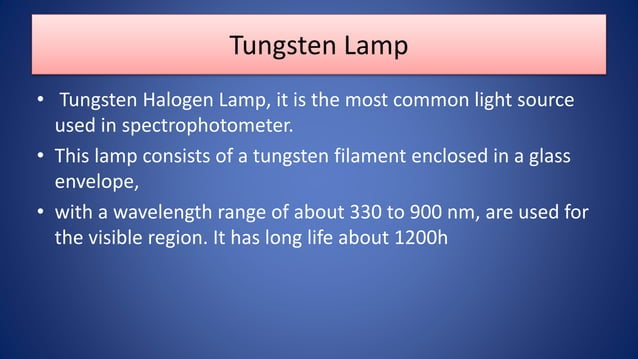 Tungsten Lamp
• Tungsten Halogen Lamp, it is the most common light source
used in spectrophotometer.
• This lamp consists of a tungsten filament enclosed in a glass
envelope,
• with a wavelength range of about 330 to 900 nm, are used for
the visible region. It has long life about 1200h